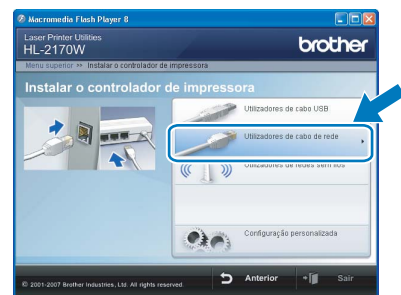 Macromedia Flash Player 8
Laser Printer Utilities
HL-2170W
brother
Menu superior ›› Instalar o controlador de impressora
Instalar o controlador de impressora
Utilizadores de cabo USB
Utilizadores de cabo de rede
Utilizadores de redes sem fios
Configuração personalizada
© 2001-2007 Brother Industries, Ltd. All rights reserved.
Anterior
Sair